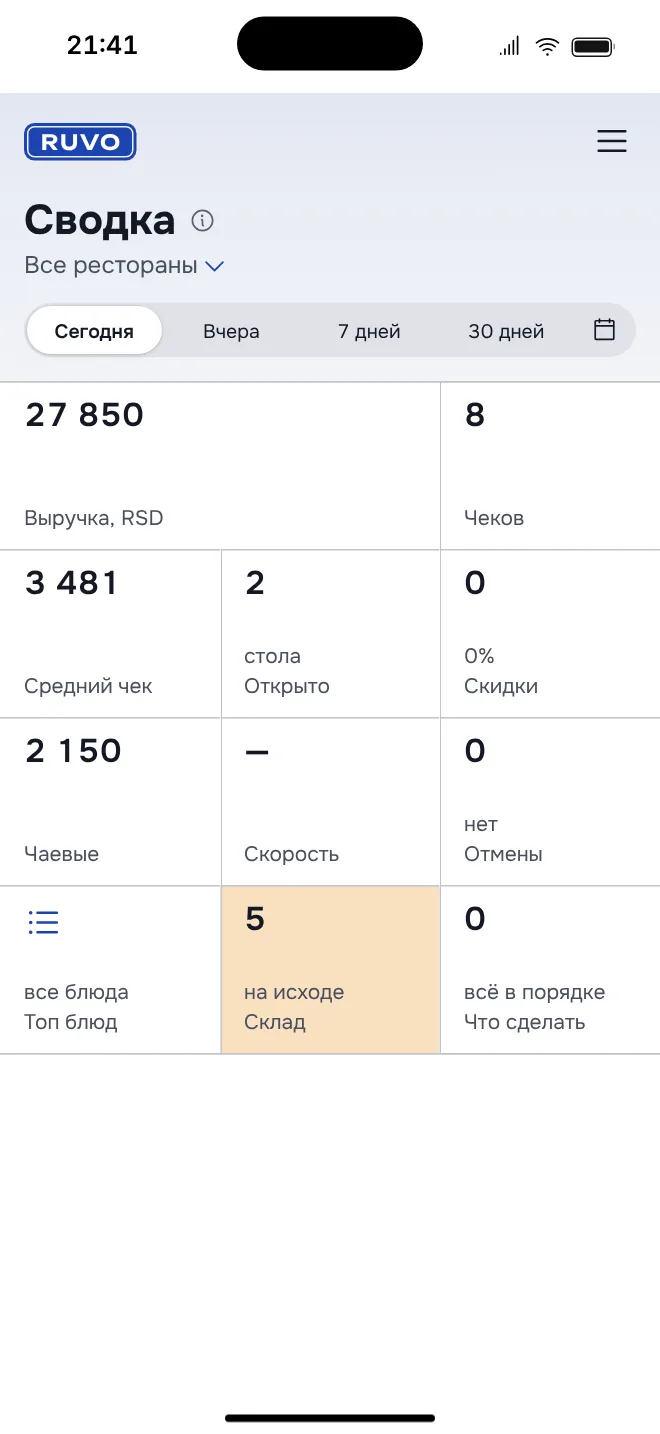 21:41
RUVO
Сводка
Все рестораны
Сегодня Вчера 7 дней 30 дней
27 850 8
Выручка, RSD Чеков
3 481 2 0
стола 0%
Средний чек Открыто Скидки
2 150 — 0
нет
Чаевые Скорость Отмены
5 0
все блюда на исходе всё в порядке
Топ блюд Склад Что сделать